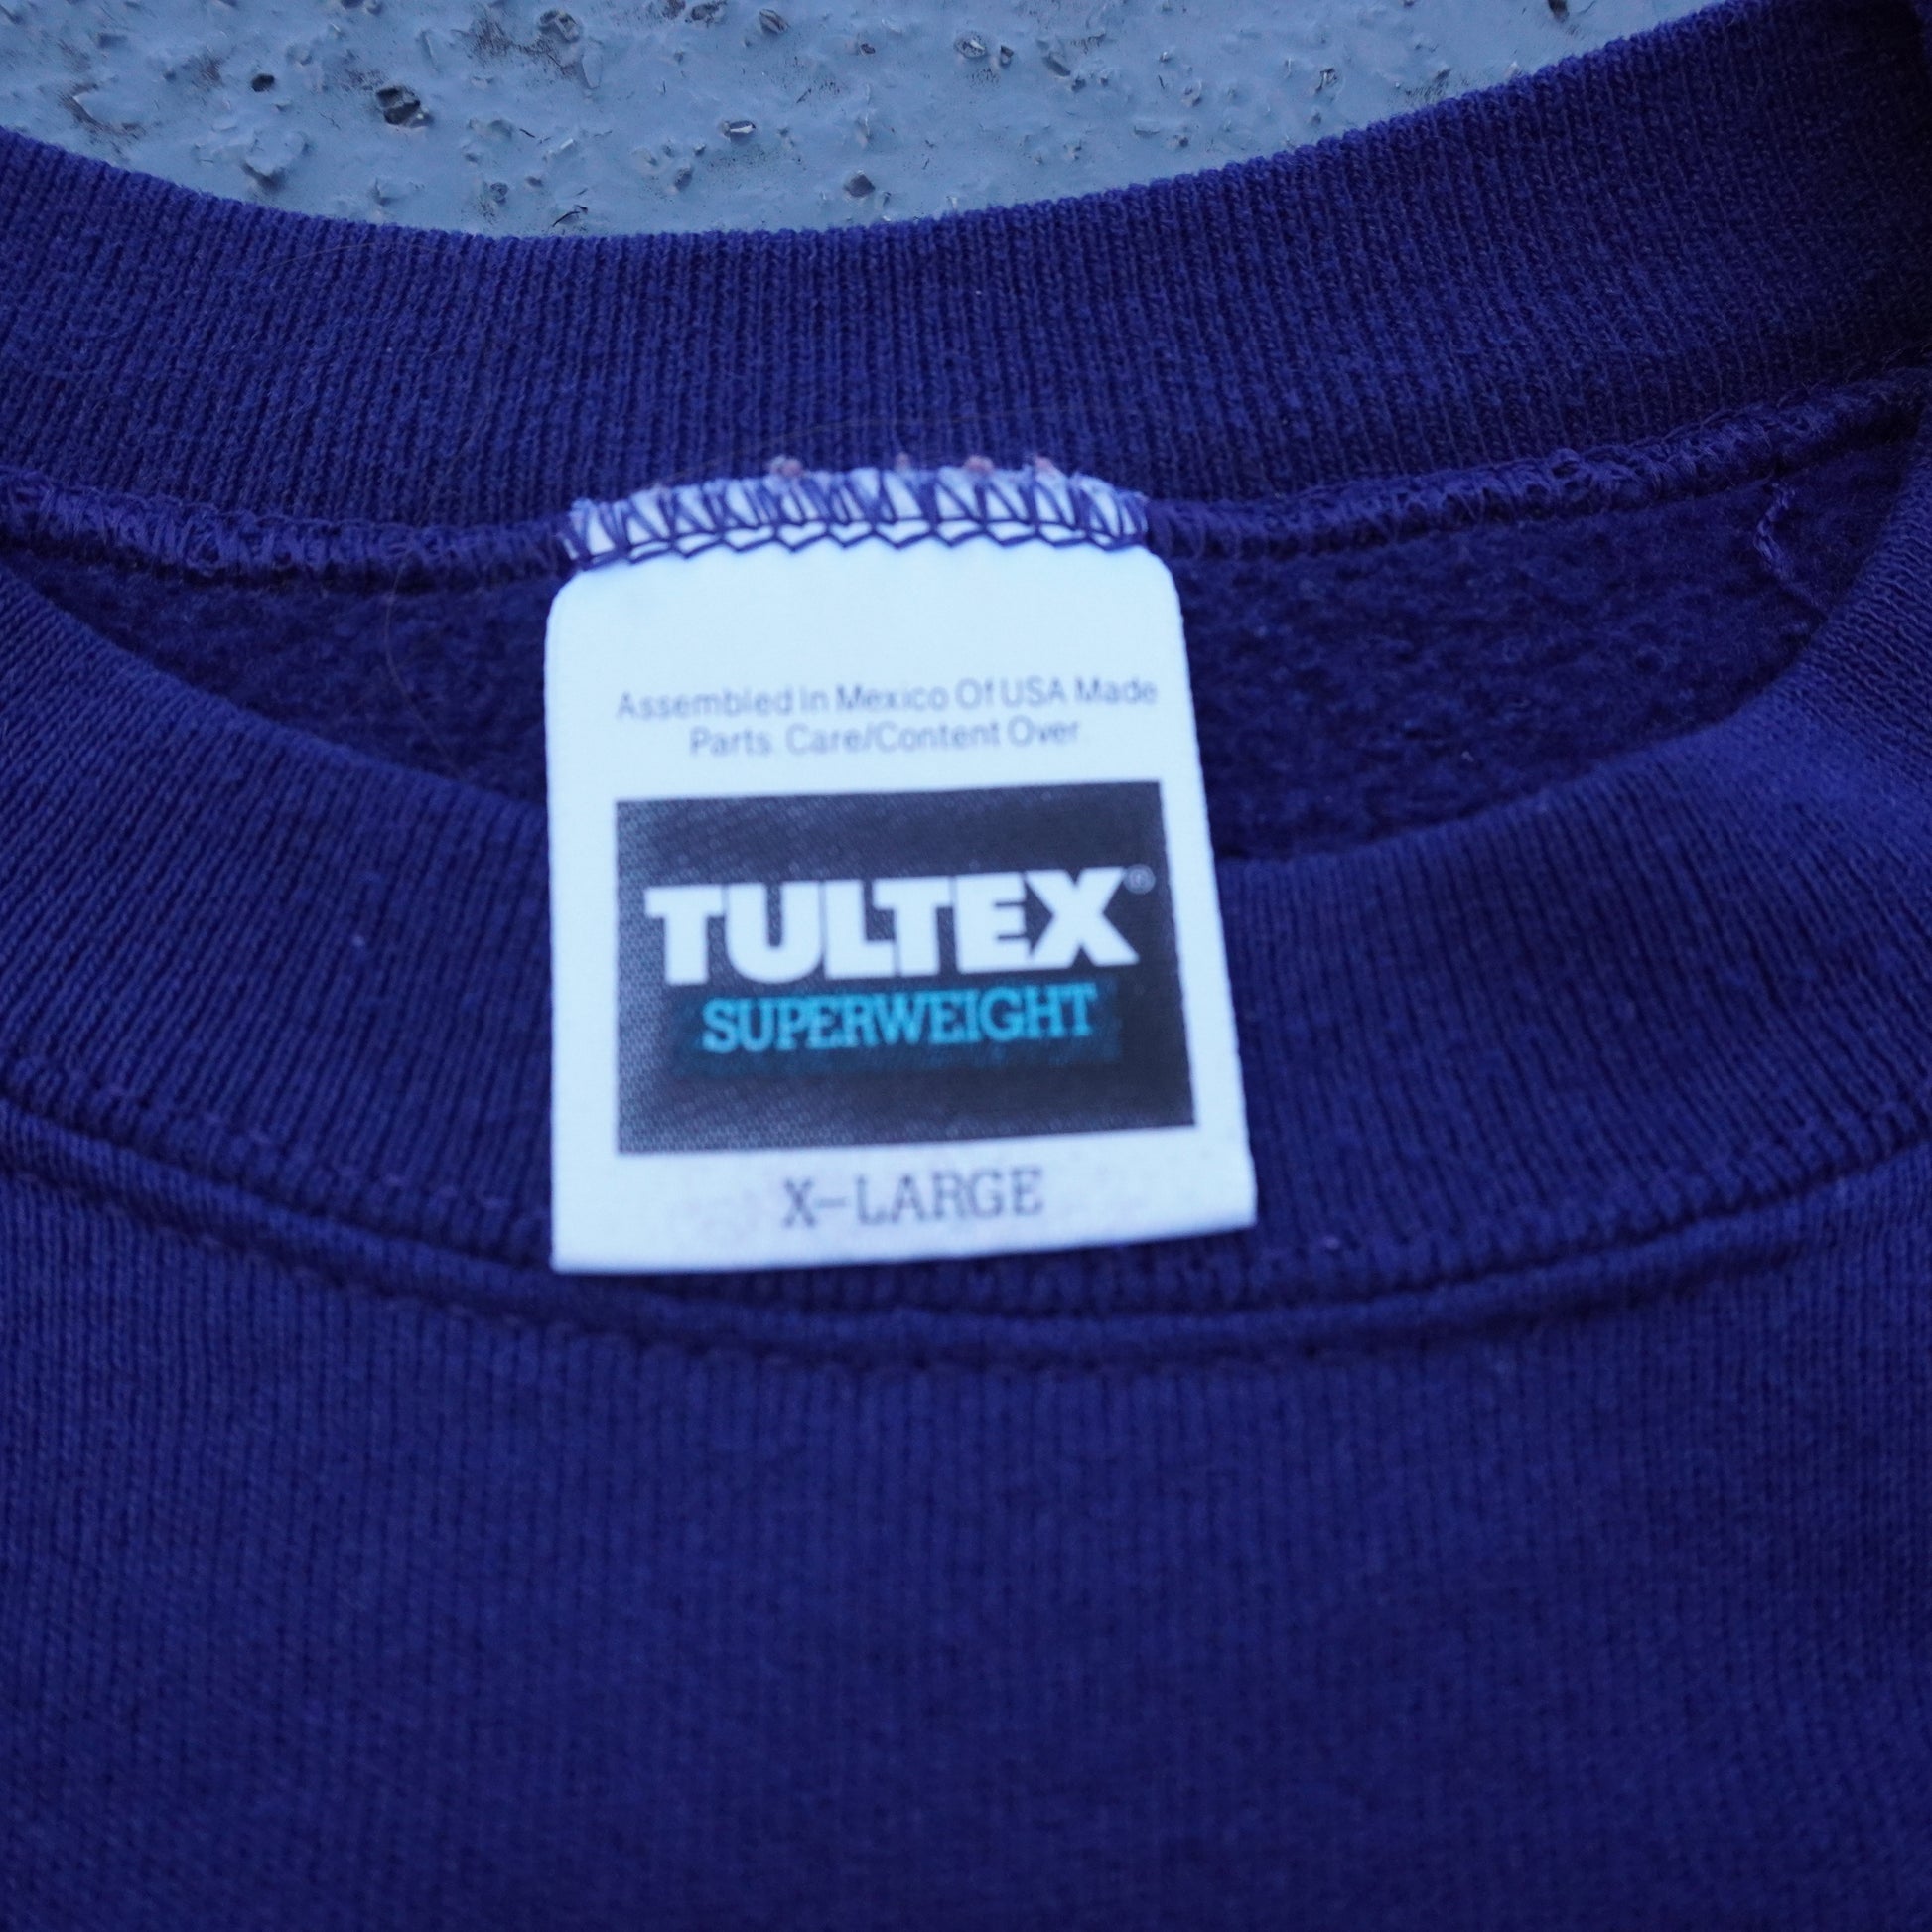 Assembled In Mexico Of USA Made
Parts. Care/Content Over
TULTEX®
SUPERWEIGHT
X-LARGE